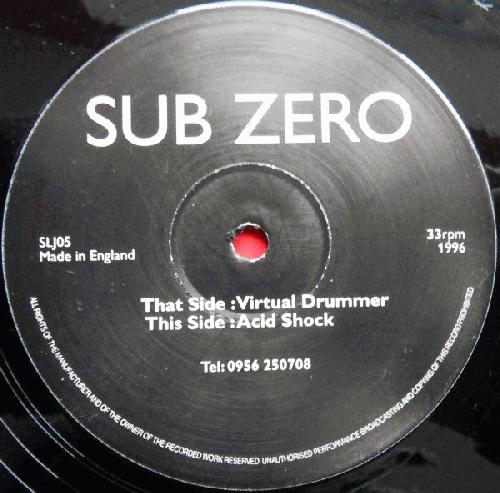 SUB ZERO
SLJ05
Made in England
33rpm
1996
That Side :Virtual Drummer
This Side :Acid Shock
Tel: 0956 250708
ALL RIGHTS OF THE MANUFACTURER AND OF THE OWNER OF THE RECORDED WORK RESERVED UNAUTHORISED PERFORMANCE BROADCASTING AND COPYING OF THIS RECORD PROHIBITED